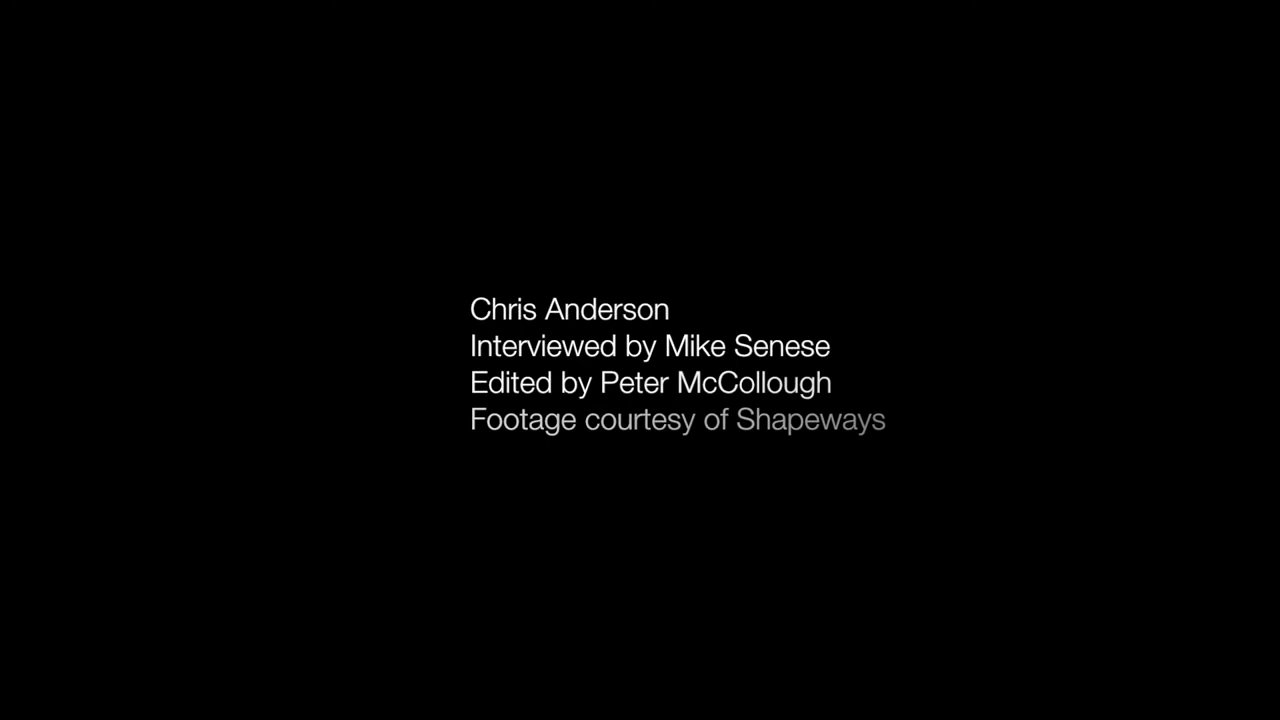 Chris Anderson
Interviewed by Mike Senese
Edited by Peter McCollough
Footage courtesy of Shapeways